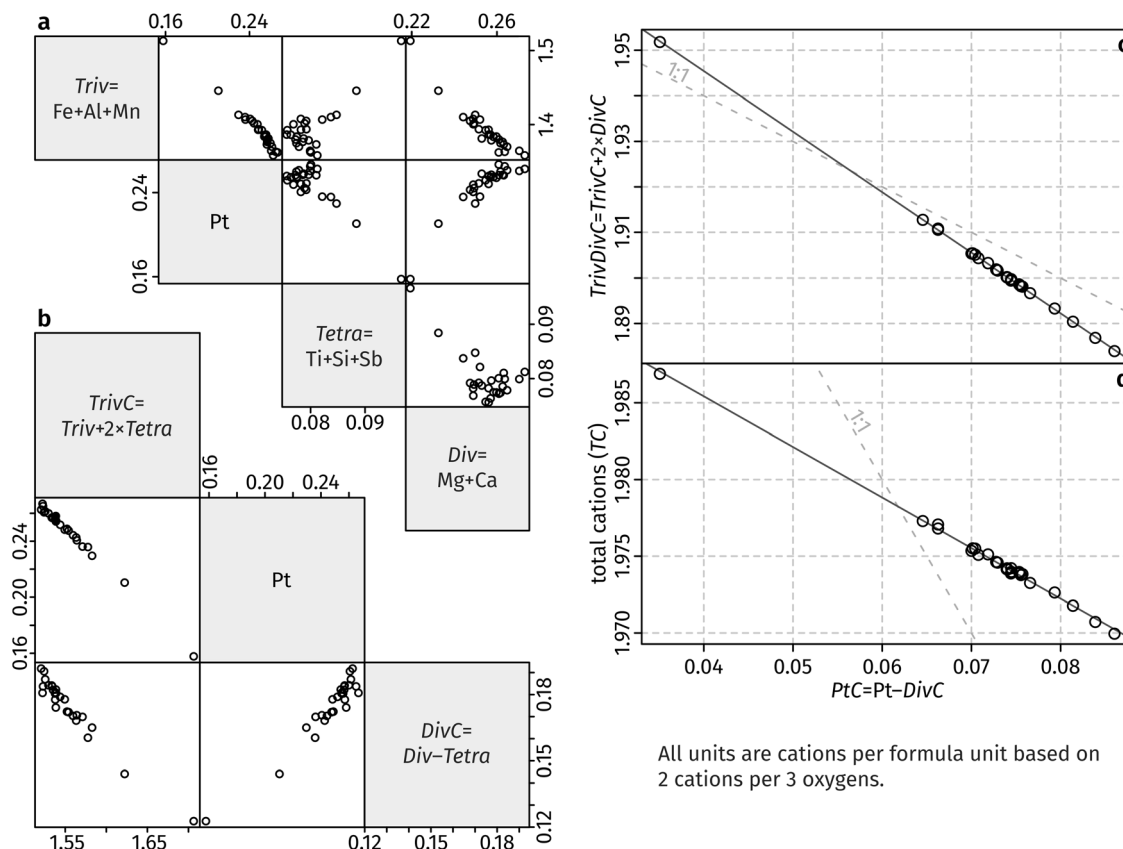 a
0.16
0.24
0.22
0.26
Triv=
Fe+Al+Mn
1.5
1.4
0.24
0.16
Pt
Tetra=
Ti+Si+Sb
0.09
0.08
0.08
0.09
Div=
Mg+Ca
b
TrivC=
Triv+2×Tetra
0.16
0.20
0.24
0.24
0.20
0.16
Pt
DivC=
Div–Tetra
0.18
0.15
0.12
1.55
1.65
0.12
0.15
0.18
1:1
1.95
1.93
1.91
1.89
TrivDivC=TrivC+2×DivC
1:1
1.985
1.980
1.975
1.970
total cations (TC)
0.04
0.05
0.06
0.07
0.08
PtC=Pt–DivC
All units are cations per formula unit based on
2 cations per 3 oxygens.